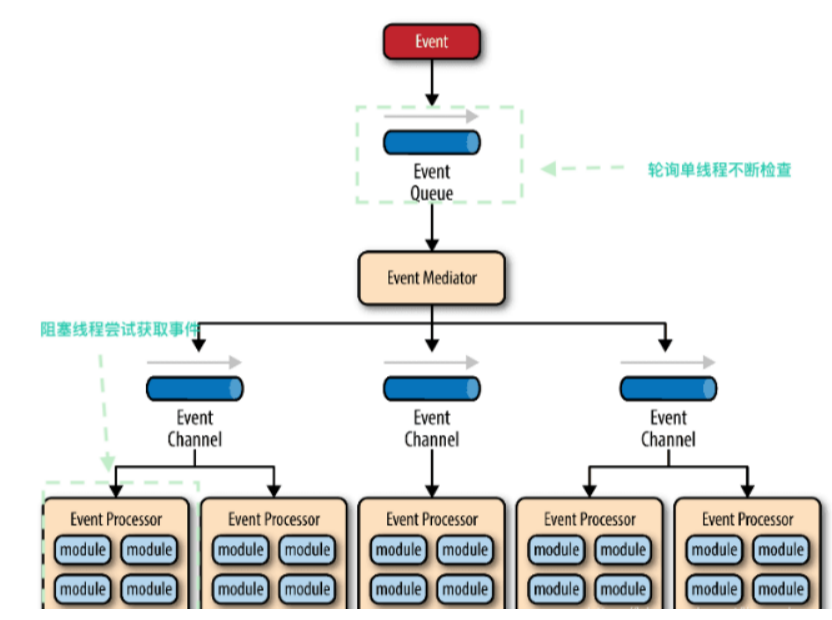 Event
Event
Queue
轮询单线程不断检查
Event Mediator
阻塞线程尝试获取事件
Event
Channel
Event
Channel
Event
Channel
Event Processor
module module
module module
Event Processor
module module
module module
Event Processor
module module
module module
Event Processor
module module
module module
Event Processor
module module
module module